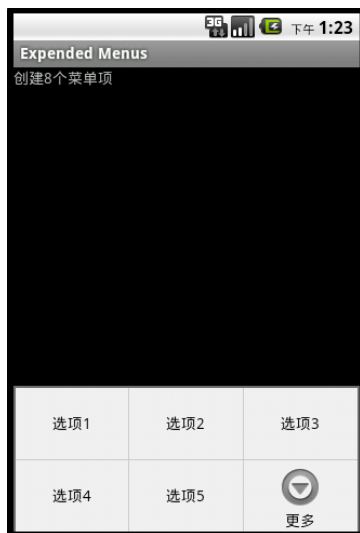 3G 下午 1:23
Expended Menus
创建8个菜单项
选项1 选项2 选项3
选项4 选项5 更多